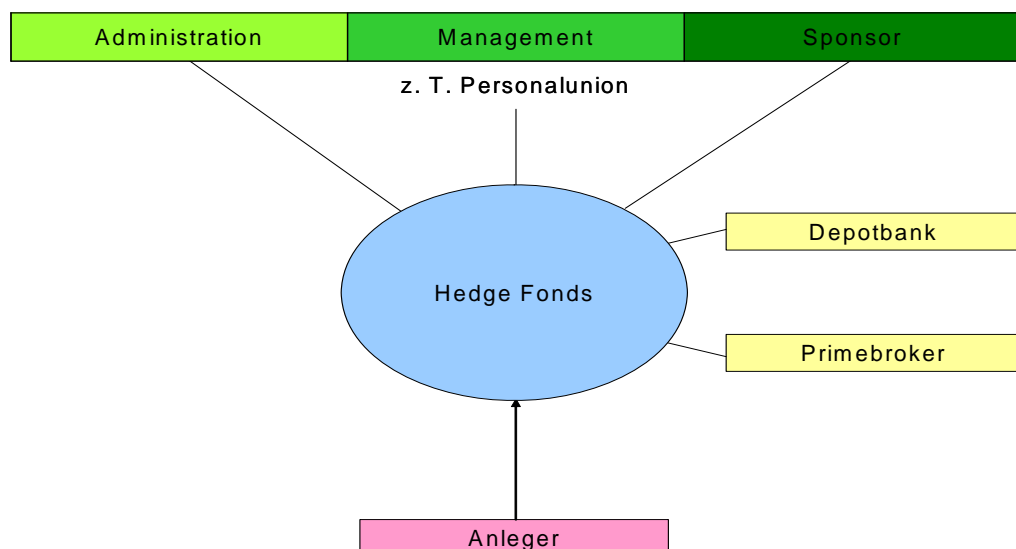 Administration
Management
Sponsor
z. T. Personalunion
Depotbank
Hedge Fonds
Primebroker
Anleger